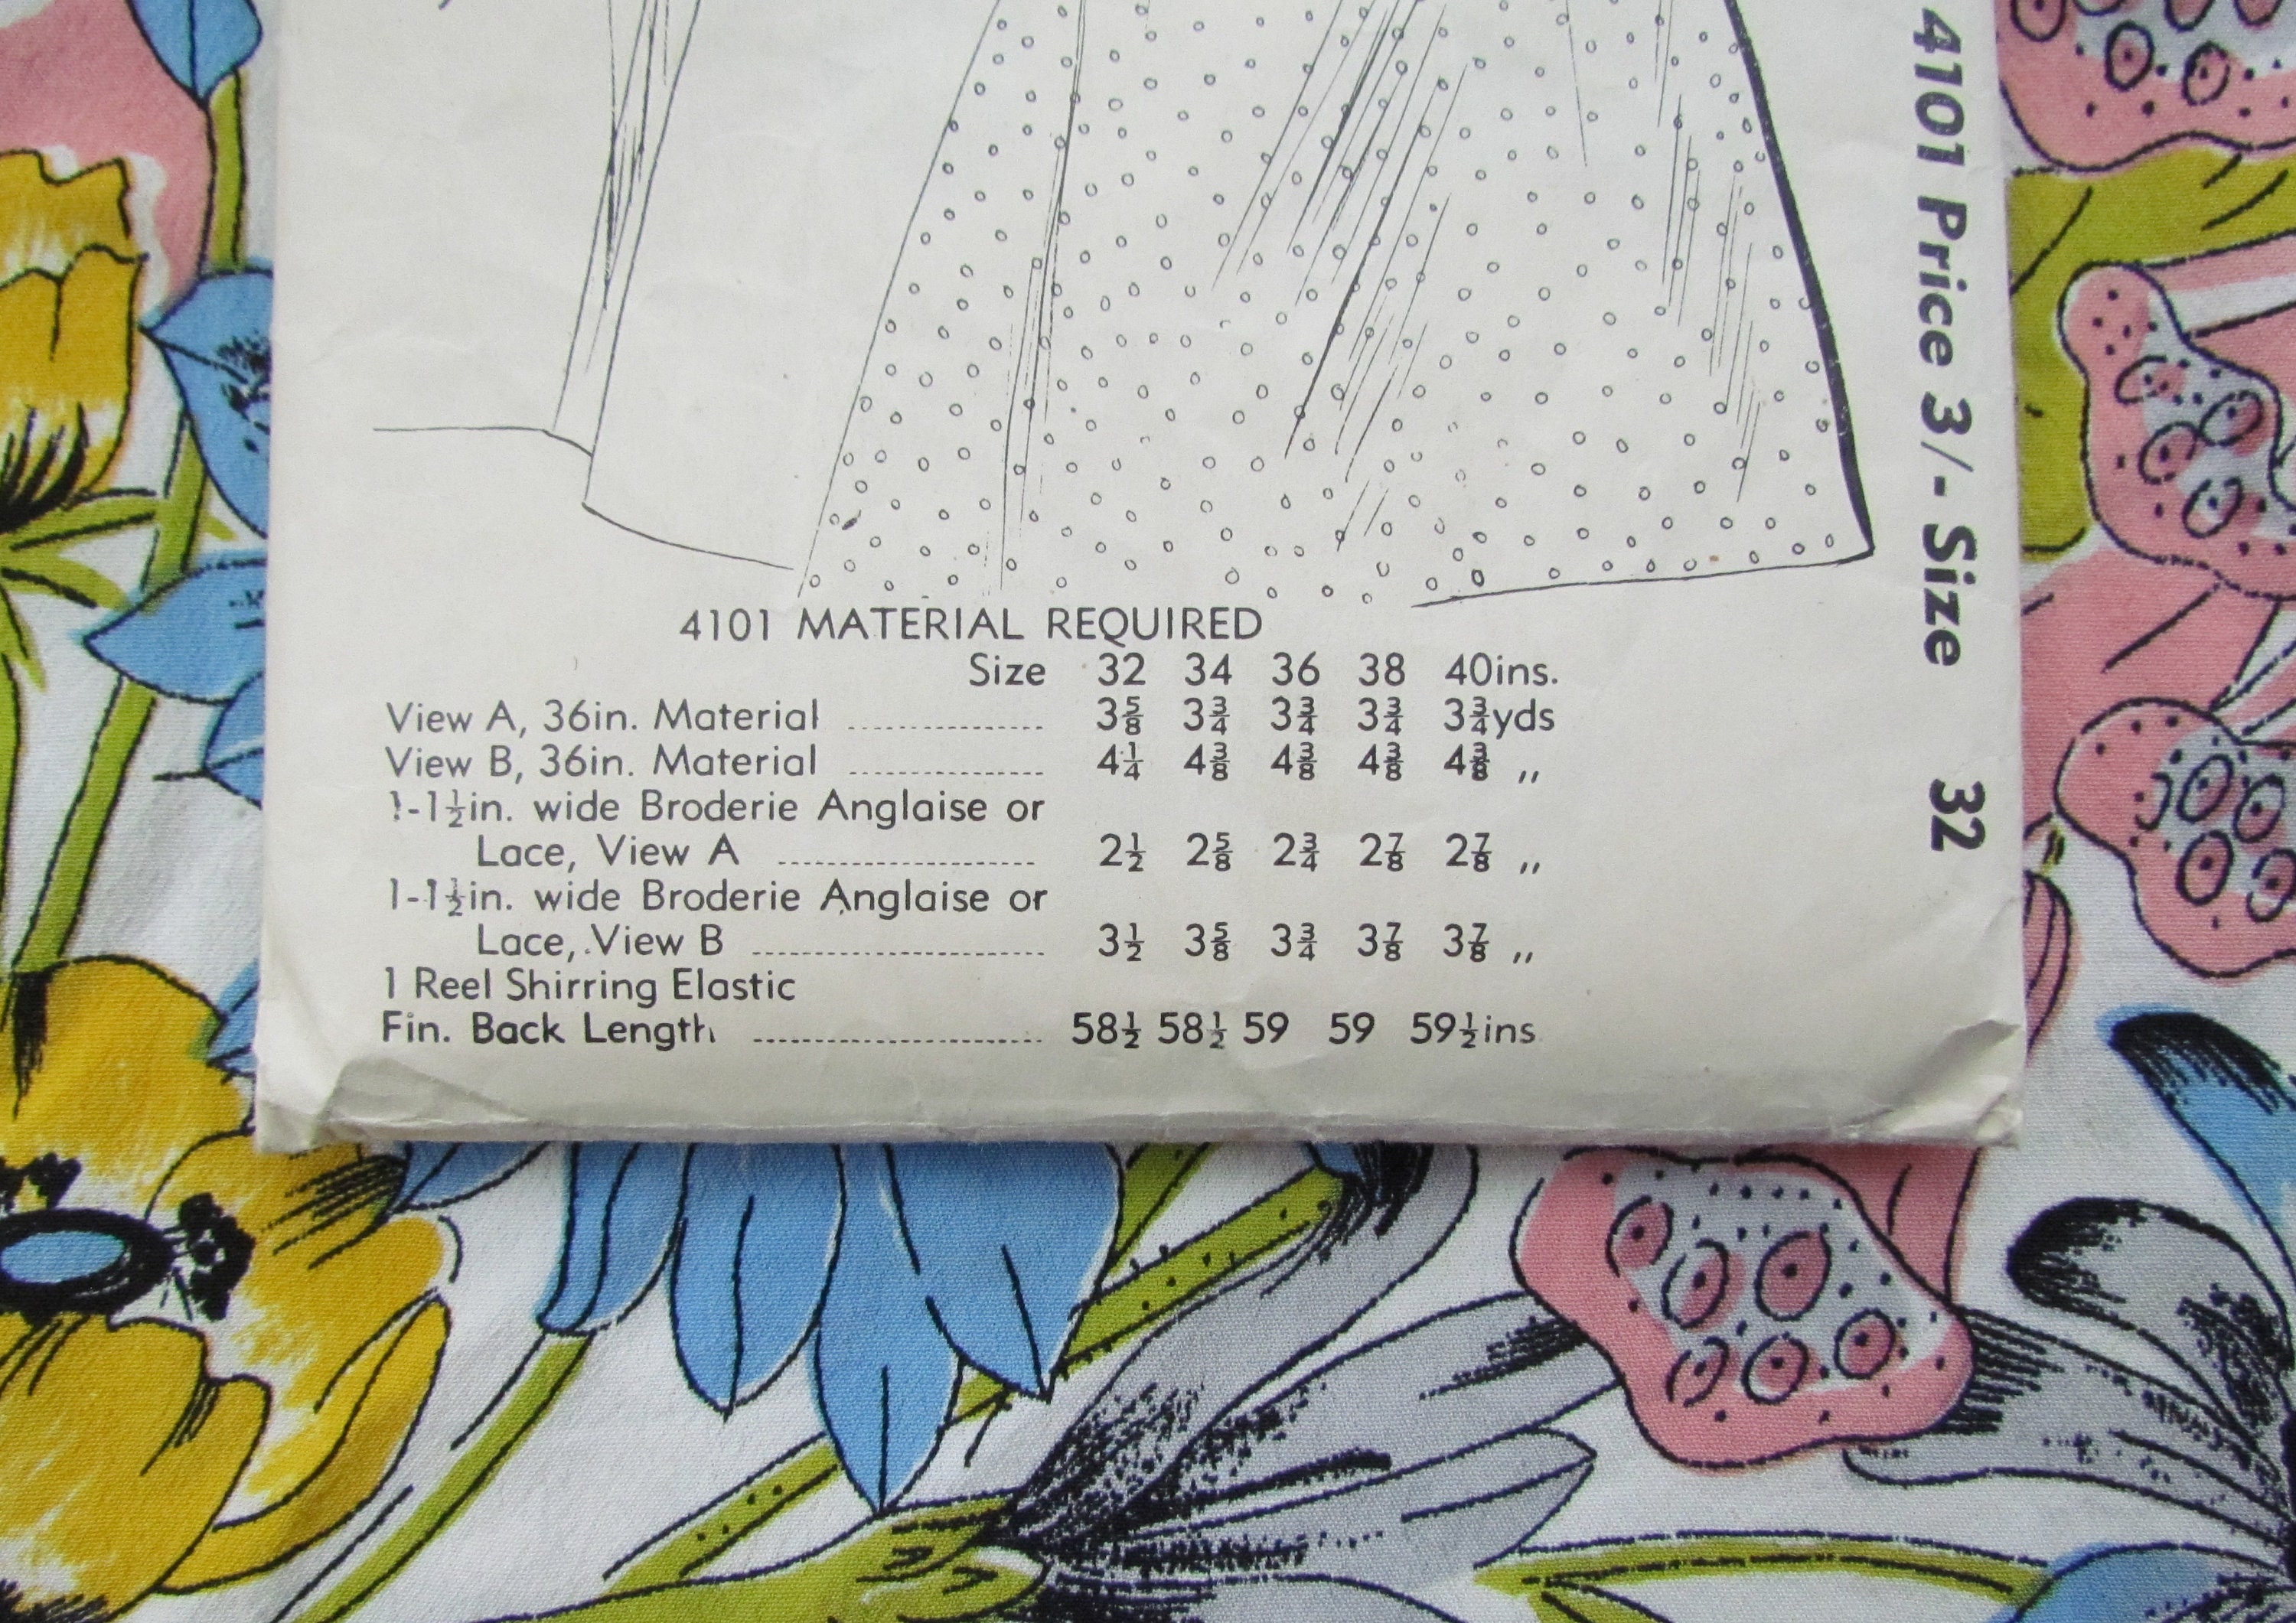 4101 MATERIAL REQUIRED
Size 32 34 36 38 40ins.
View A, 36in. Material 3⅝ 3¾ 3¾ 3¾ 3¾yds
View B, 36in. Material 4¼ 4⅜ 4⅜ 4⅜ 4⅜ ,,
1-1½in. wide Broderie Anglaise or
Lace, View A 2½ 2⅝ 2¾ 2⅞ 2⅞ ,,
1-1½in. wide Broderie Anglaise or
Lace, View B 3½ 3⅝ 3¾ 3⅞ 3⅞ ,,
1 Reel Shirring Elastic
Fin. Back Length 58½ 58½ 59 59 59½ins
4101 Price 3/- Size 32